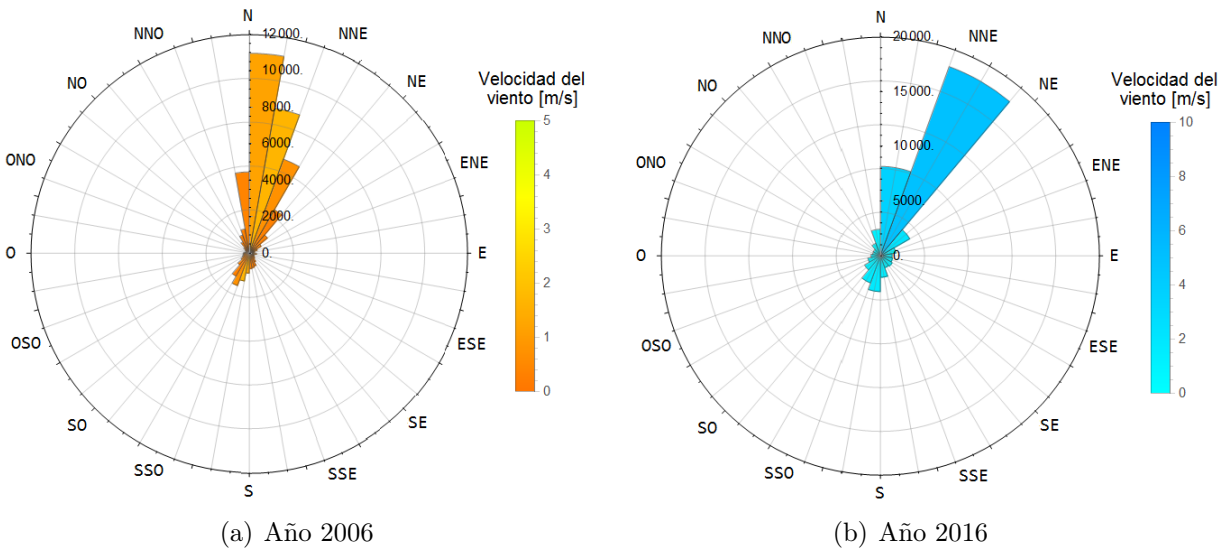 N
NNE
NE
ENE
E
ESE
SE
SSE
S
SSO
SO
OSO
O
ONO
NO
NNO
12000.
10000.
8000.
6000.
4000.
2000.
0.
Velocidad del
viento [m/s]
5
4
3
2
1
0
(a) Año 2006
N
NNE
NE
ENE
E
ESE
SE
SSE
S
SSO
SO
OSO
O
ONO
NO
NNO
20000.
15000.
10000.
5000.
0.
Velocidad del
viento [m/s]
10
8
6
4
2
0
(b) Año 2016